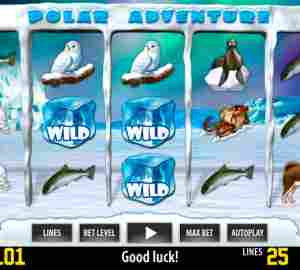 POLAR ADVENTURE
WILD WILD
WILD
LINES BET LEVEL MAX BET AUTOPLAY
.01 Good luck! LINES 25